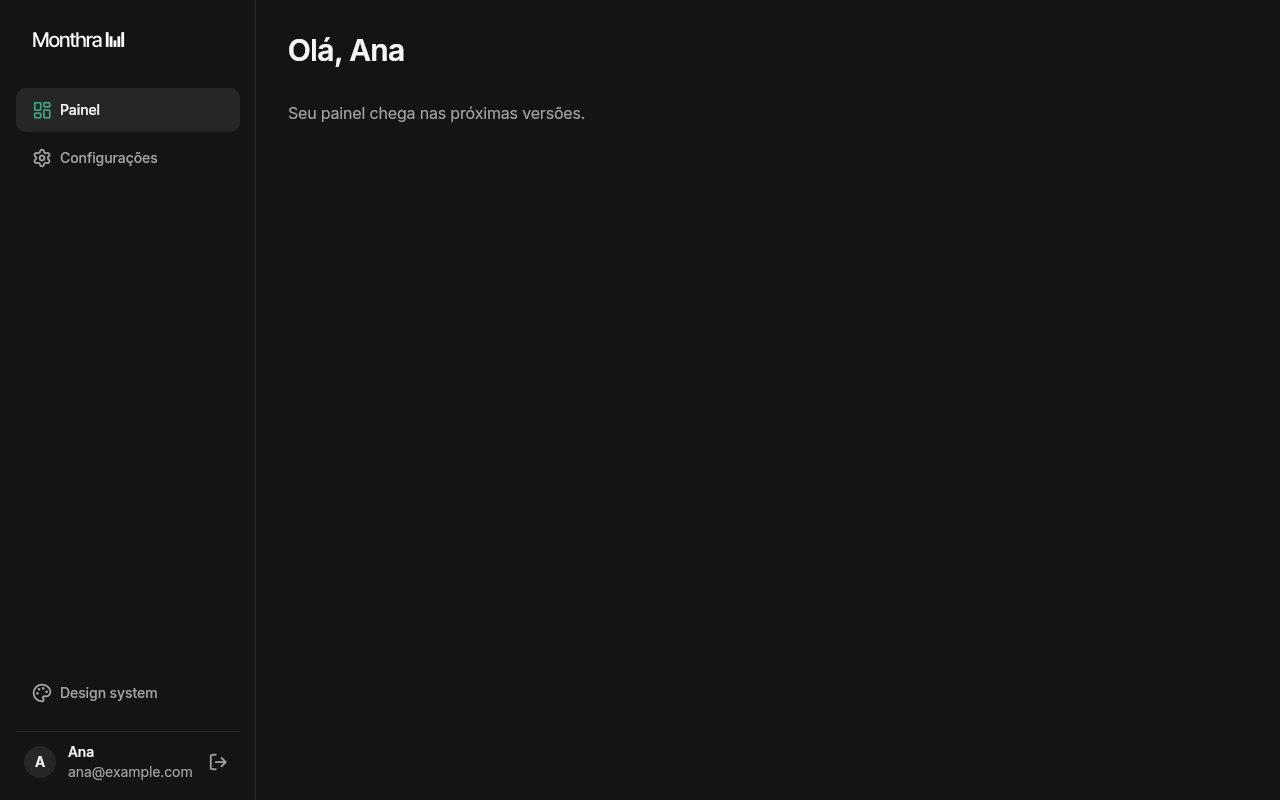 Monthra
Painel
Configurações
Design system
A
Ana
ana@example.com
Olá, Ana
Seu painel chega nas próximas versões.